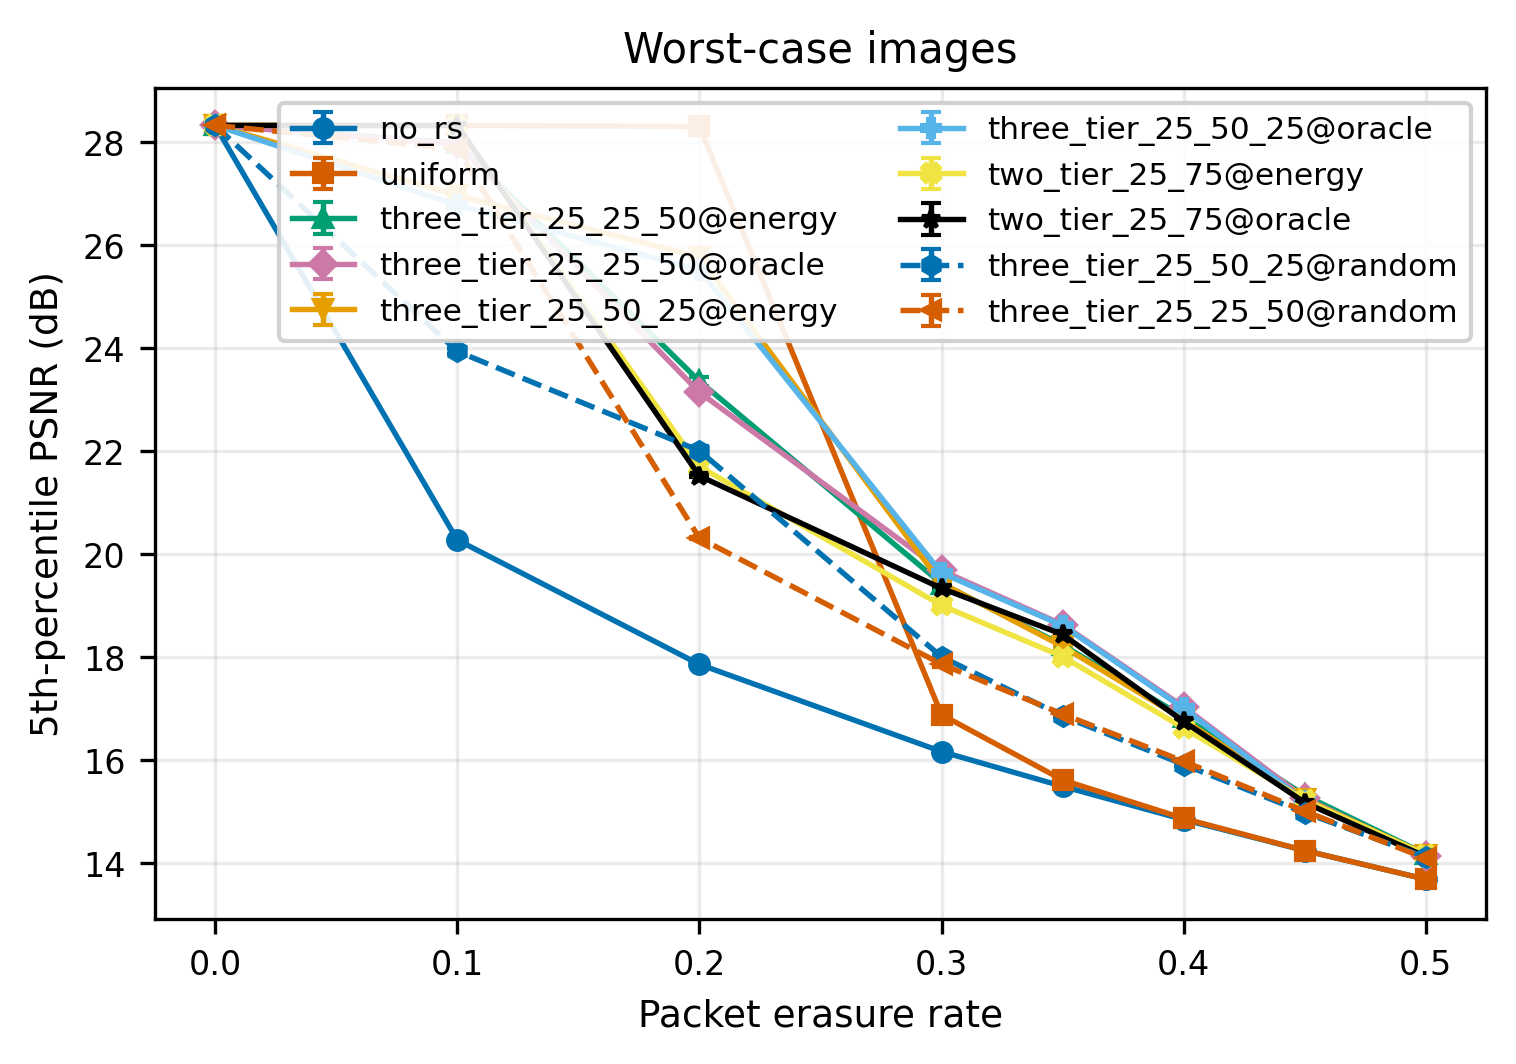 Worst-case images
5th-percentile PSNR (dB)
28
26
24
22
20
18
16
14
no_rs
uniform
three_tier_25_25_50@energy
three_tier_25_25_50@oracle
three_tier_25_50_25@energy
three_tier_25_50_25@oracle
two_tier_25_75@energy
two_tier_25_75@oracle
three_tier_25_50_25@random
three_tier_25_25_50@random
0.0 0.1 0.2 0.3 0.4 0.5
Packet erasure rate